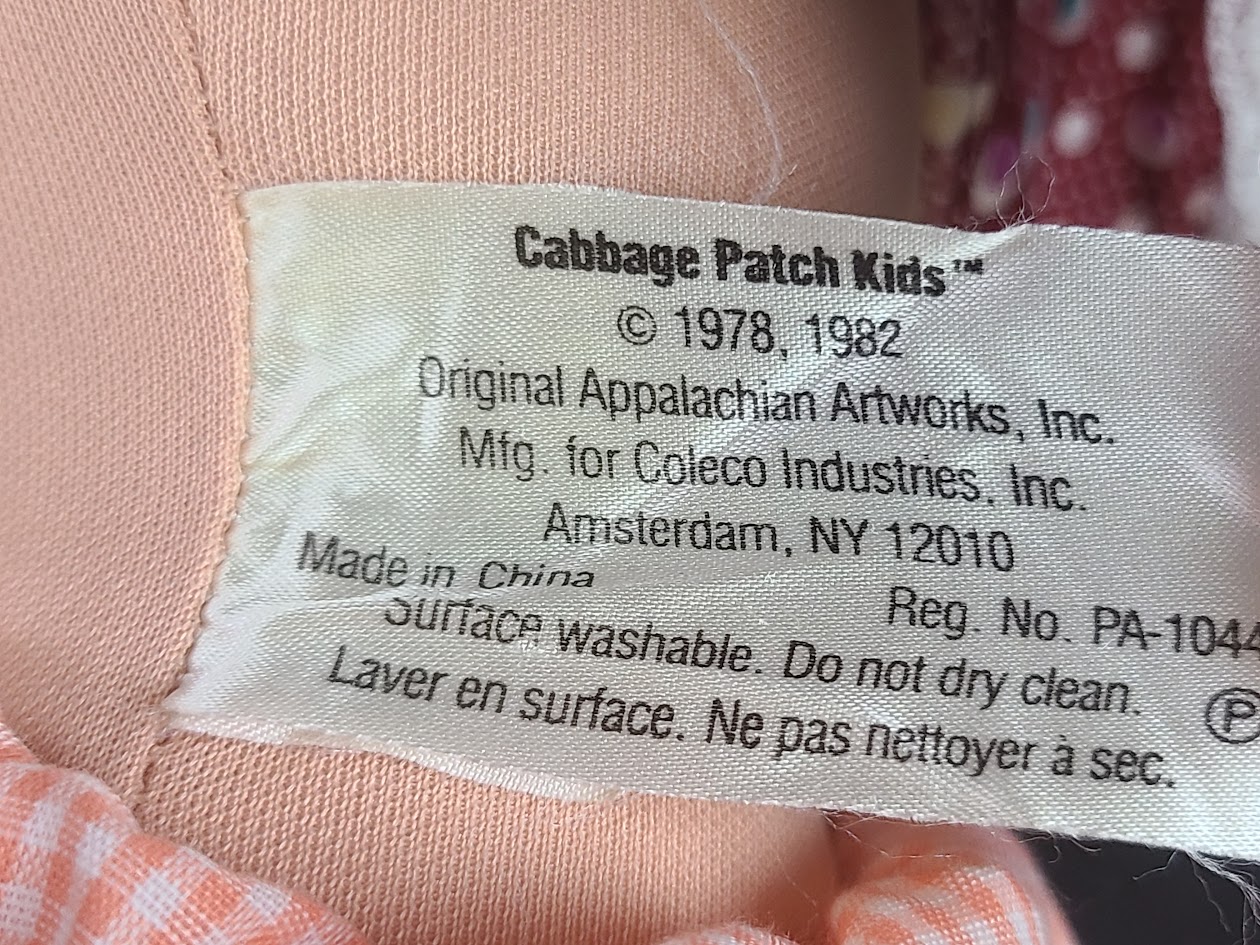 Cabbage Patch Kids™
© 1978, 1982
Original Appalachian Artworks, Inc.
Mfg. for Coleco Industries, Inc.
Amsterdam, NY 12010
Made in China
Reg. No. PA-1044
Surface washable. Do not dry clean.
Ⓟ
Laver en surface. Ne pas nettoyer à sec.